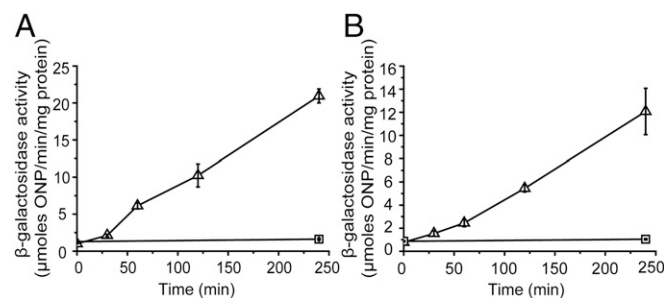 A
β-galactosidase activity
(μmoles ONP/min/mg protein)
25
20
15
10
5
0
0 50 100 150 200 250
Time (min)
B
β-galactosidase activity
(μmoles ONP/min/mg protein)
16
14
12
10
8
6
4
2
0
0 50 100 150 200 250
Time (min)